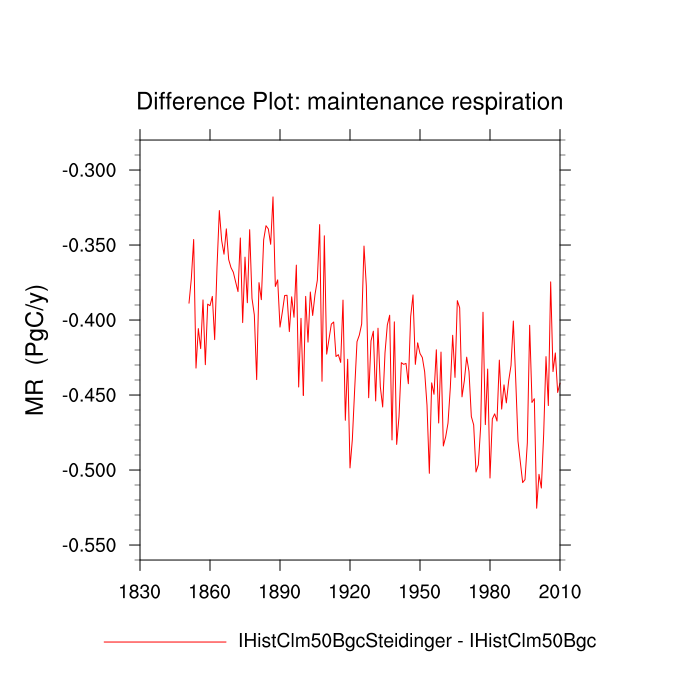 Difference Plot: maintenance respiration
MR (PgC/y)
-0.300
-0.350
-0.400
-0.450
-0.500
-0.550
1830 1860 1890 1920 1950 1980 2010
IHistClm50BgcSteidinger - IHistClm50Bgc